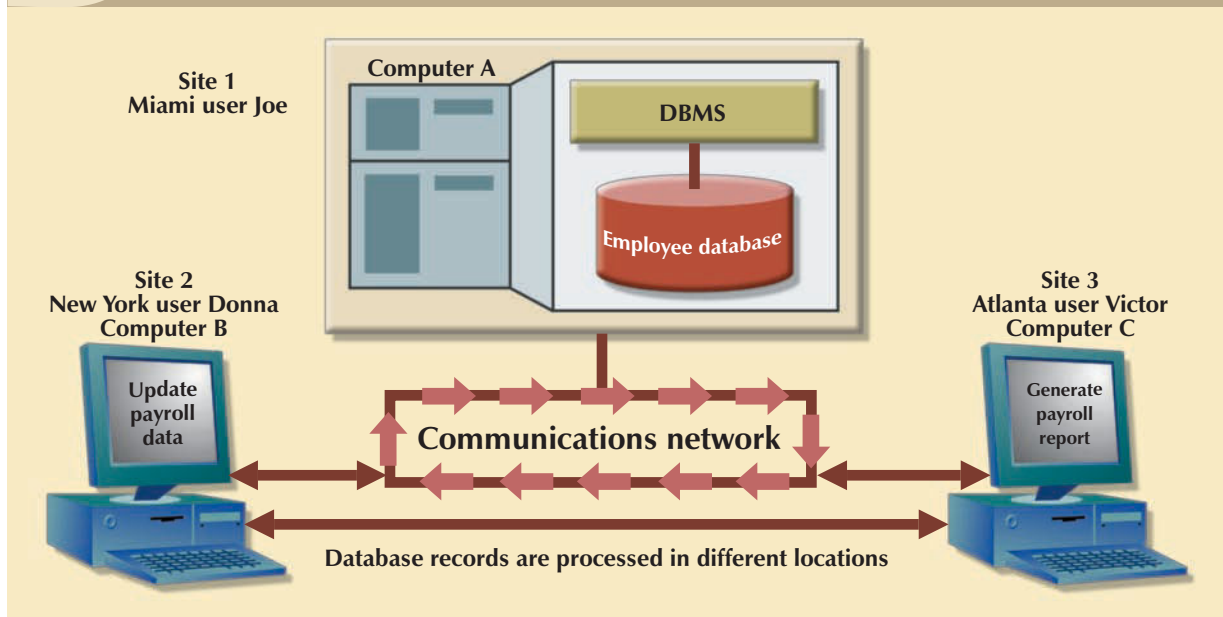 Computer A
Site 1
Miami user Joe
DBMS
Employee database
Site 2
New York user Donna
Computer B
Site 3
Atlanta user Victor
Computer C
Update
payroll
data
Generate
payroll
report
Communications network
Database records are processed in different locations